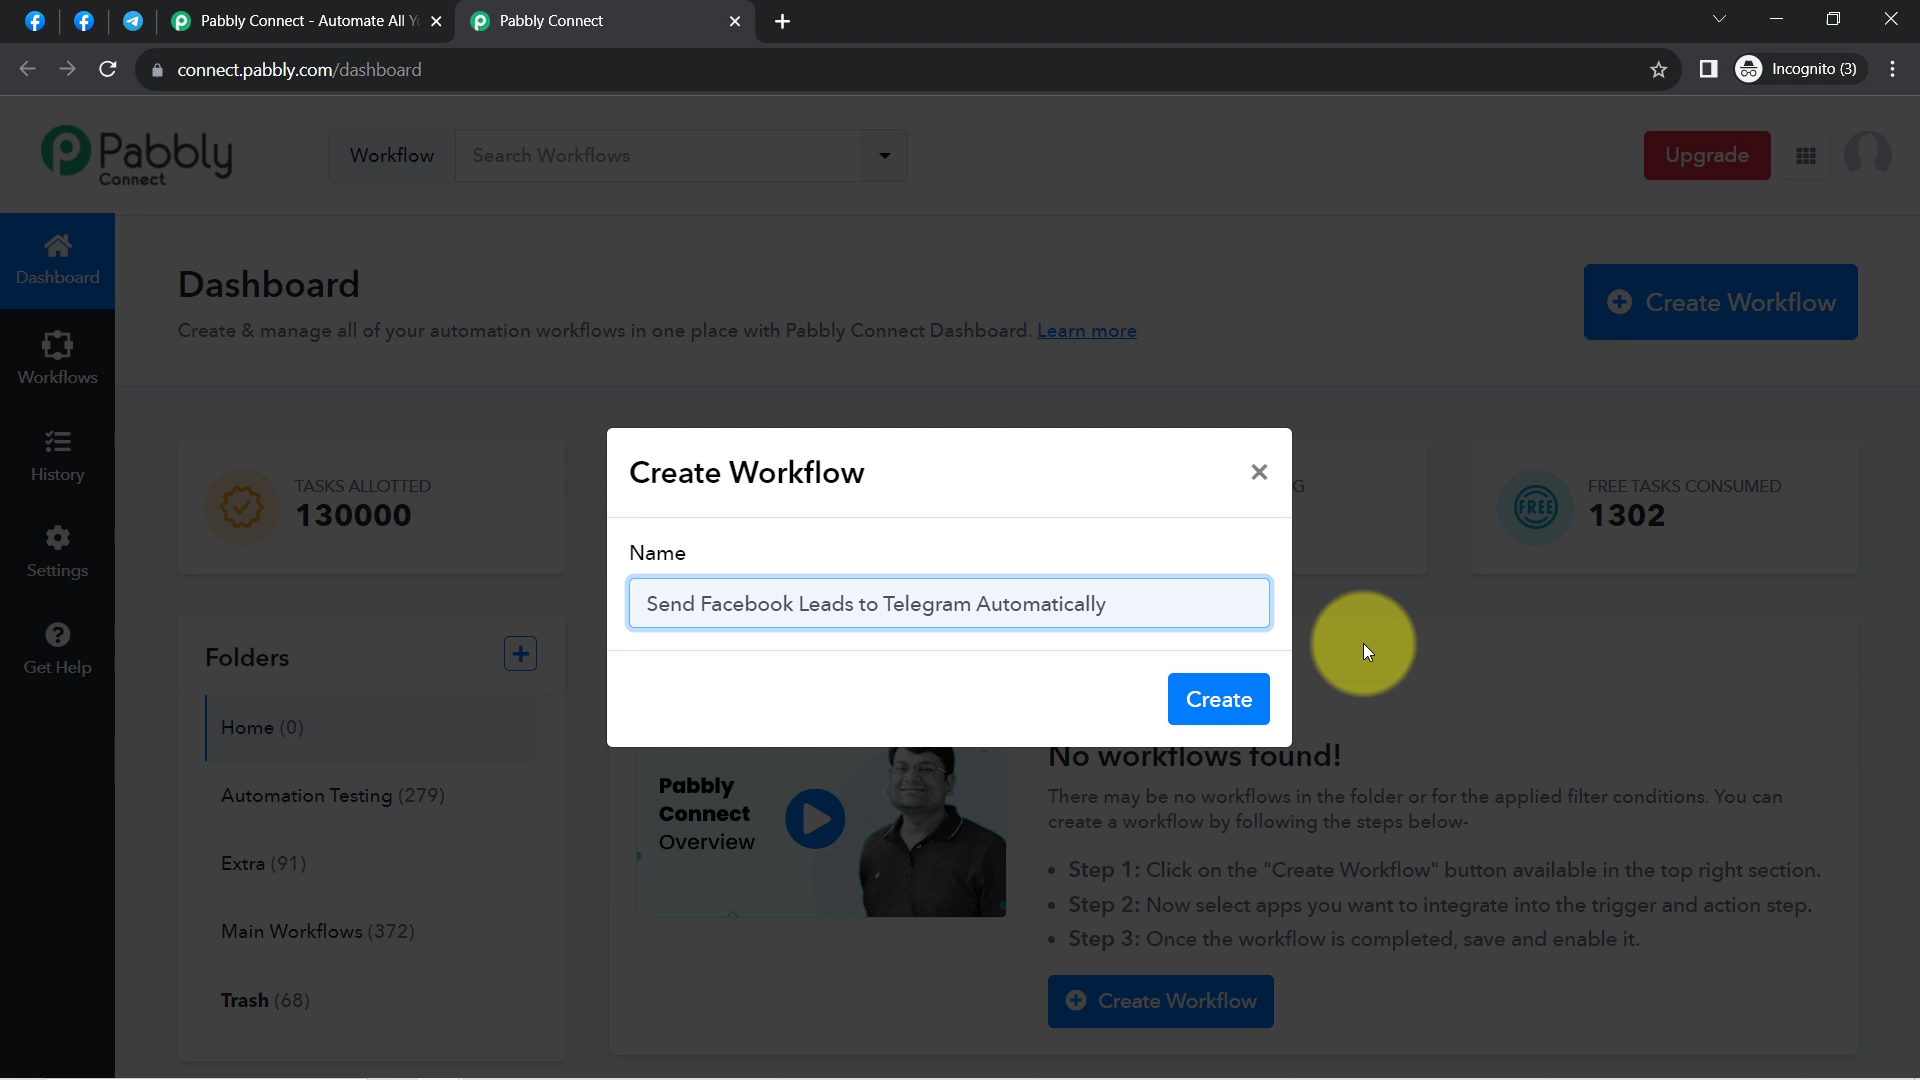 Pabbly Connect - Automate All Y
Pabbly Connect
connect.pabbly.com/dashboard
Incognito (3)
Pabbly
Connect
Workflow
Search Workflows
Upgrade
Dashboard
Workflows
History
Settings
Get Help
Dashboard
Create & manage all of your automation workflows in one place with Pabbly Connect Dashboard. Learn more
Create Workflow
TASKS ALLOTTED
130000
G
FREE TASKS CONSUMED
FREE
1302
Create Workflow
Name
Send Facebook Leads to Telegram Automatically
Create
Folders
Home (0)
Automation Testing (279)
Extra (91)
Main Workflows (372)
Trash (68)
Pabbly
Connect
Overview
No workflows found!
There may be no workflows in the folder or for the applied filter conditions. You can
create a workflow by following the steps below-
• Step 1: Click on the "Create Workflow" button available in the top right section.
• Step 2: Now select apps you want to integrate into the trigger and action step.
• Step 3: Once the workflow is completed, save and enable it.
Create Workflow